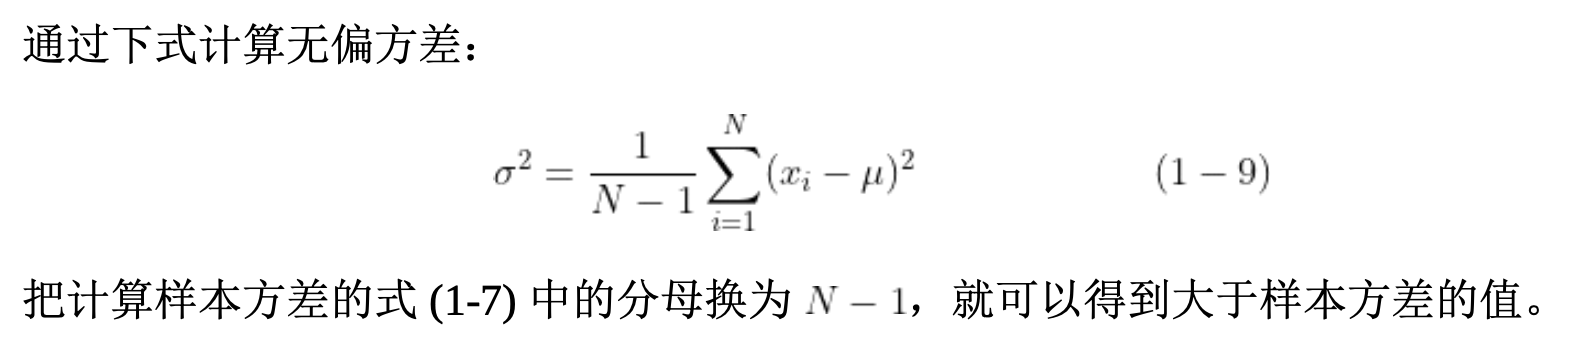 通过下式计算无偏方差：
σ² = \frac{1}{N − 1} \sum_{i=1}^{N} (x_i − μ)² (1 − 9)
把计算样本方差的式 (1-7) 中的分母换为 N − 1，就可以得到大于样本方差的值。